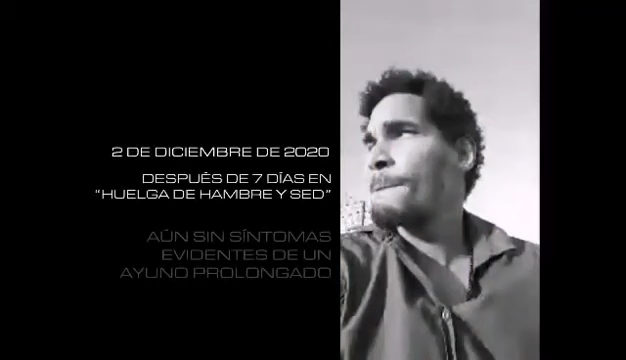 2 DE DICIEMBRE DE 2020
DESPUÉS DE 7 DÍAS EN
“HUELGA DE HAMBRE Y SED”
AÚN SIN SÍNTOMAS
EVIDENTES DE UN
AYUNO PROLONGADO